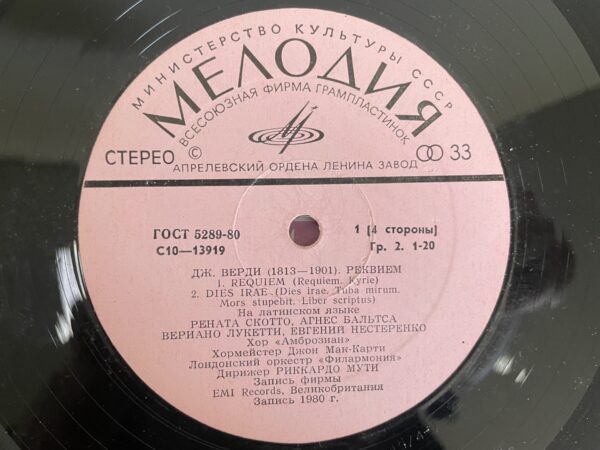 МИНИСТЕРСТВО КУЛЬТУРЫ СССР
МЕЛОДИЯ
ВСЕСОЮЗНАЯ ФИРМА ГРАМПЛАСТИНОК
СТЕРЕО ©
33
АПРЕЛЕВСКИЙ ОРДЕНА ЛЕНИНА ЗАВОД
ГОСТ 5289-80
1 (4 стороны)
С10—13919
Гр. 2. 1-20
ДЖ. ВЕРДИ (1813—1901). РЕКВИЕМ
1. REQUIEM (Requiem. Kyrie)
2. DIES IRAE (Dies irae. Tuba mirum.
Mors stupebit. Liber scriptus)
На латинском языке
РЕНАТА СКОТТО, АГНЕС БАЛЬТСА
ВЕРИАНО ЛУКЕТТИ, ЕВГЕНИЙ НЕСТЕРЕНКО
Хор «Амброзиан»
Хормейстер Джон Мак-Карти
Лондонский оркестр «Филармония»
Дирижер РИККАРДО МУТИ
Запись фирмы
EMI Records, Великобритания
Запись 1980 г.